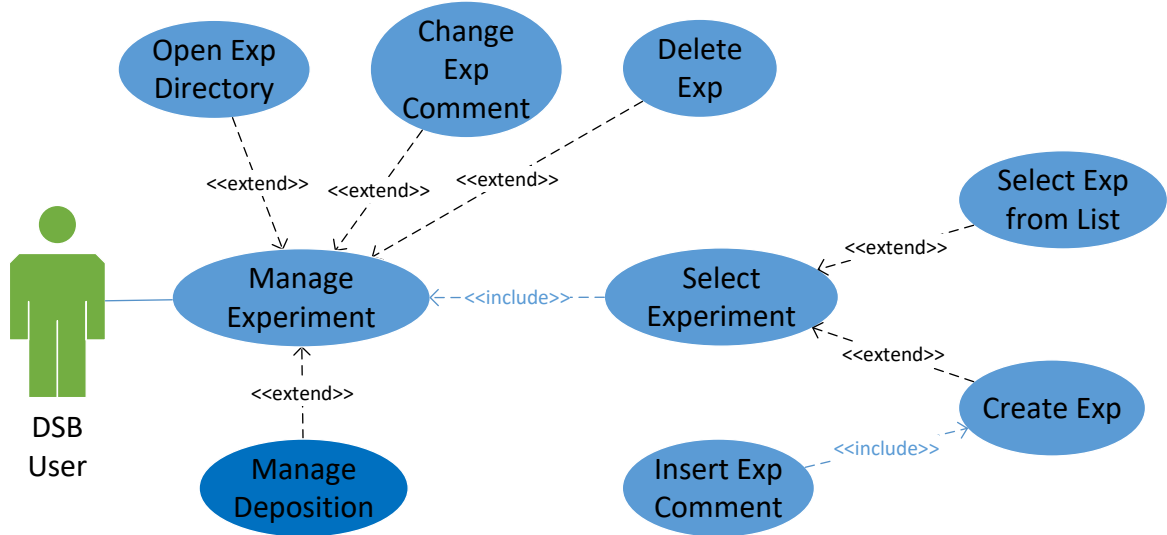 Open Exp
Directory
Change
Exp
Comment
Delete
Exp
<<extend>>
<<extend>>
<<extend>>
Select Exp
from List
<<extend>>
Manage
Experiment
<<include>>
Select
Experiment
<<extend>>
<<extend>>
Create Exp
DSB
User
Manage
Deposition
<<include>>
Insert Exp
Comment